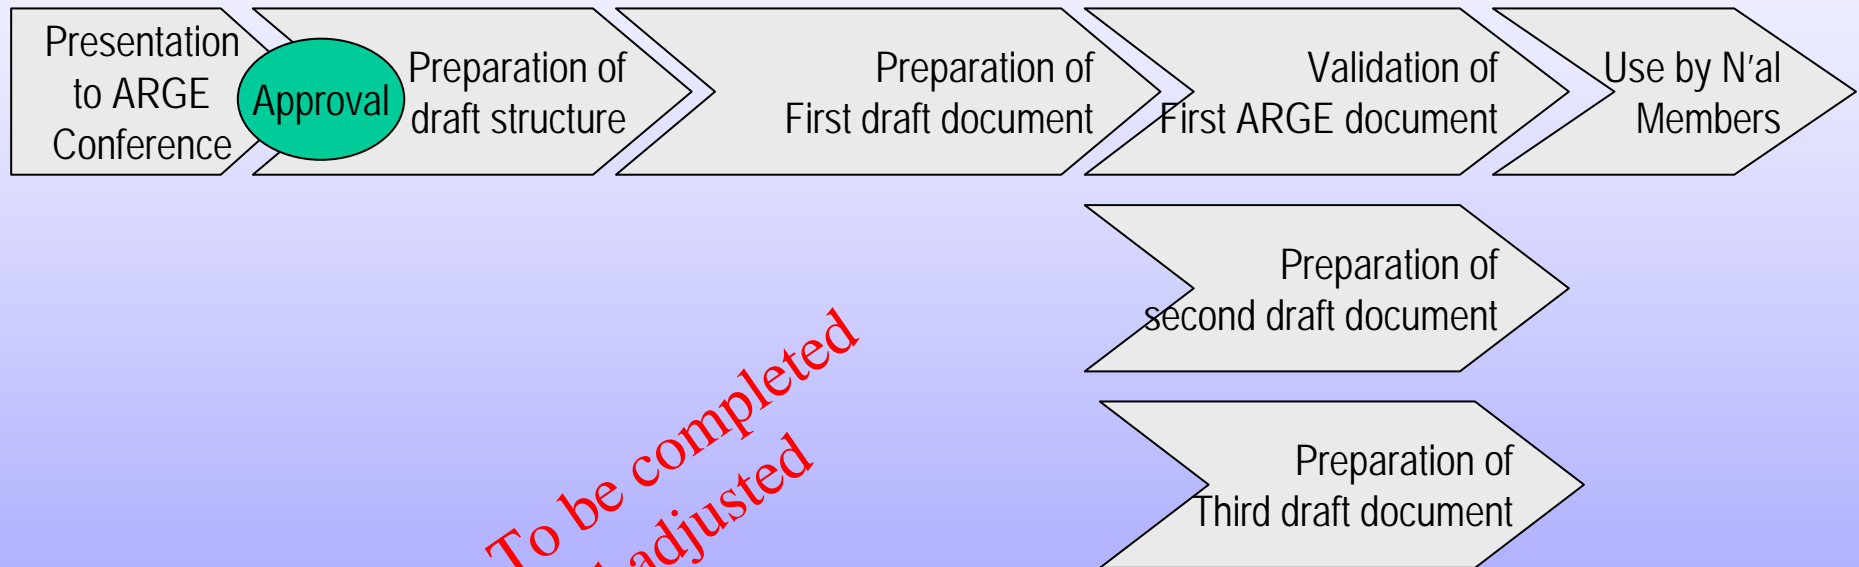 Presentation
to ARGE
Conference
Approval
Preparation of
draft structure
Preparation of
First draft document
Validation of
First ARGE document
Use by N'al
Members
Preparation of
second draft document
Preparation of
Third draft document
To be completed
adjusted